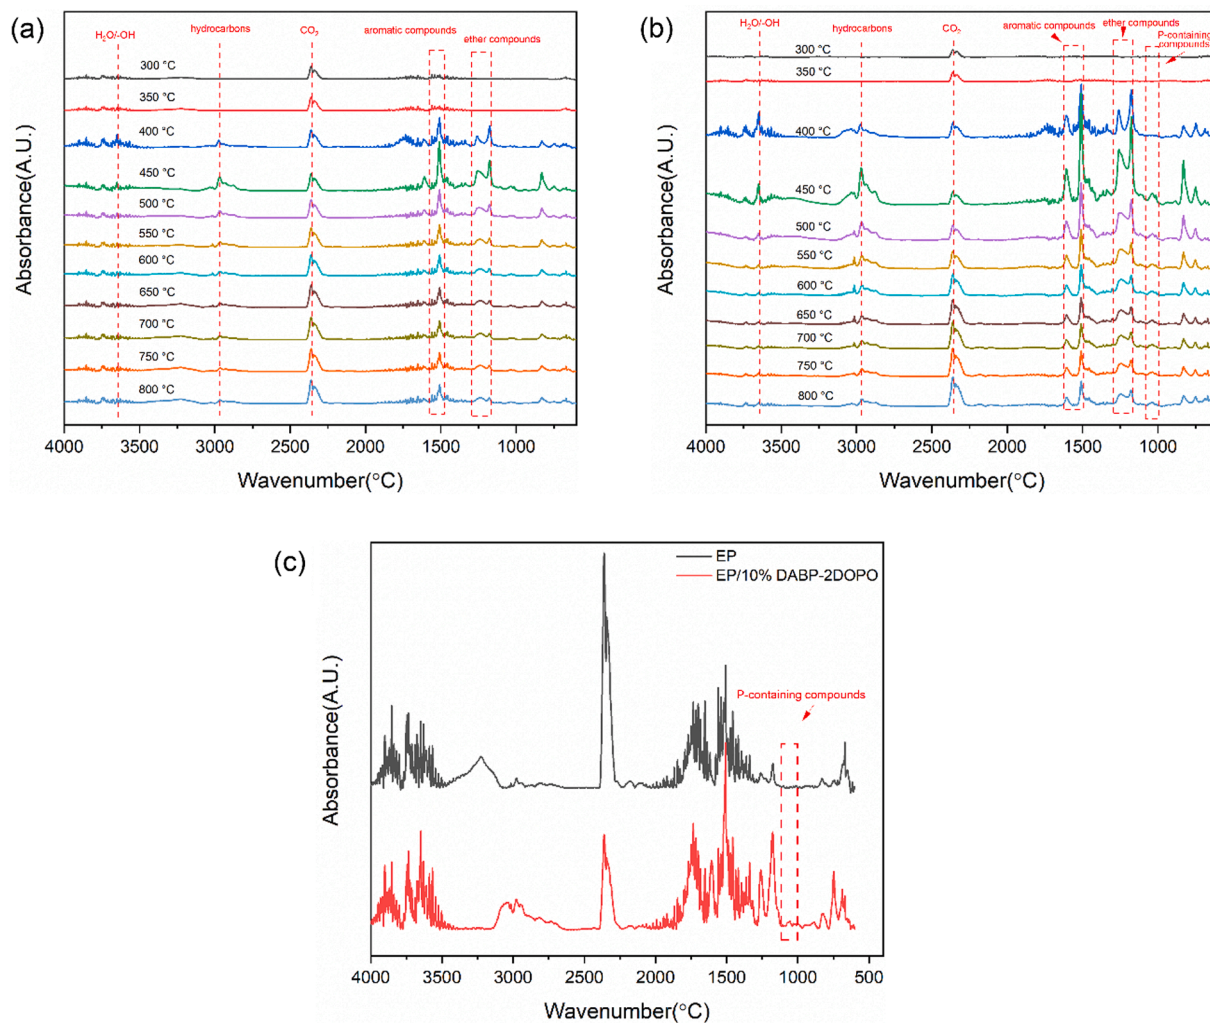 (a)
H₂O/-OH
hydrocarbons
CO₂
aromatic compounds
ether compounds
300 °C
350 °C
400 °C
450 °C
500 °C
550 °C
600 °C
650 °C
700 °C
750 °C
800 °C
Absorbance(A.U.)
4000 3500 3000 2500 2000 1500 1000
Wavenumber(°C)
(b)
H₂O/-OH
hydrocarbons
CO₂
aromatic compounds
ether compounds
P-containing
compounds
300 °C
350 °C
400 °C
450 °C
500 °C
550 °C
600 °C
650 °C
700 °C
750 °C
800 °C
Absorbance(A.U.)
4000 3500 3000 2500 2000 1500 1000
Wavenumber(°C)
(c)
EP
EP/10% DABP-2DOPO
P-containing compounds
Absorbance(A.U.)
4000 3500 3000 2500 2000 1500 1000 500
Wavenumber(°C)